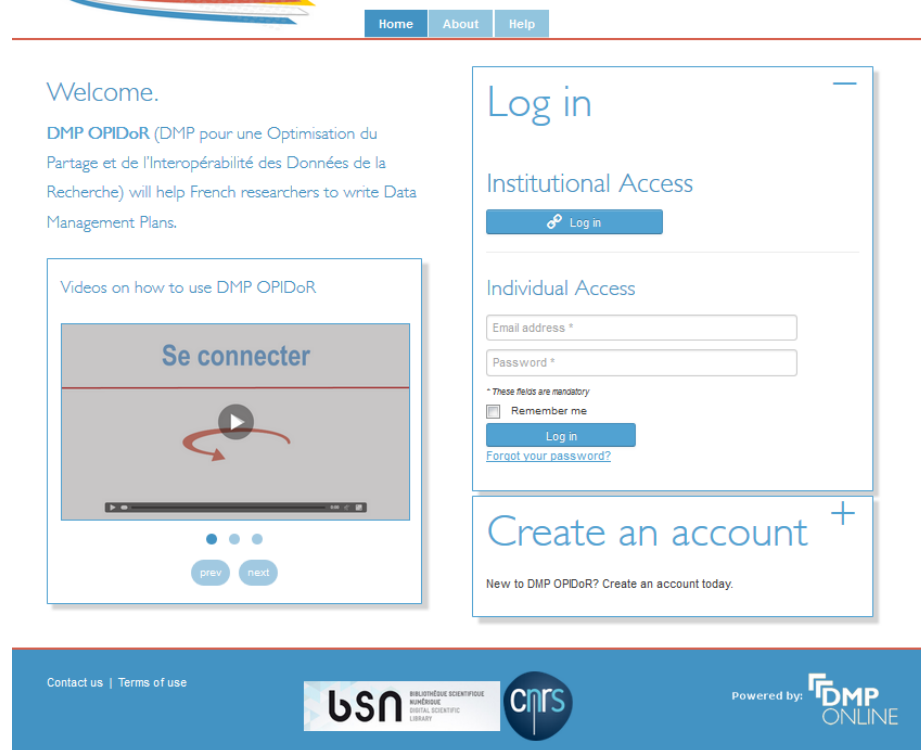 Home About Help
Welcome.
DMP OPIDoR (DMP pour une Optimisation du
Partage et de l'Interopérabilité des Données de la
Recherche) will help French researchers to write Data
Management Plans.
Videos on how to use DMP OPIDoR
Se connecter
prev next
Log in
Institutional Access
Log in
Individual Access
Email address *
Password *
* These fields are mandatory
Remember me
Log in
Forgot your password?
Create an account
New to DMP OPIDoR? Create an account today.
Contact us | Terms of use
bsn
BIBLIOTHÈQUE SCIENTIFIQUE
NUMÉRIQUE
DIGITAL SCIENTIFIC
LIBRARY
cnrs
Powered by:
DMP
ONLINE